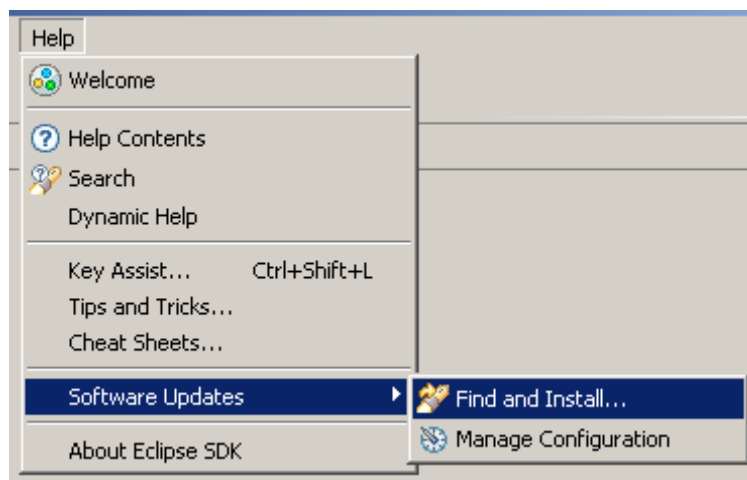 Help
Welcome
Help Contents
Search
Dynamic Help
Key Assist... Ctrl+Shift+L
Tips and Tricks...
Cheat Sheets...
Software Updates
Find and Install...
Manage Configuration
About Eclipse SDK